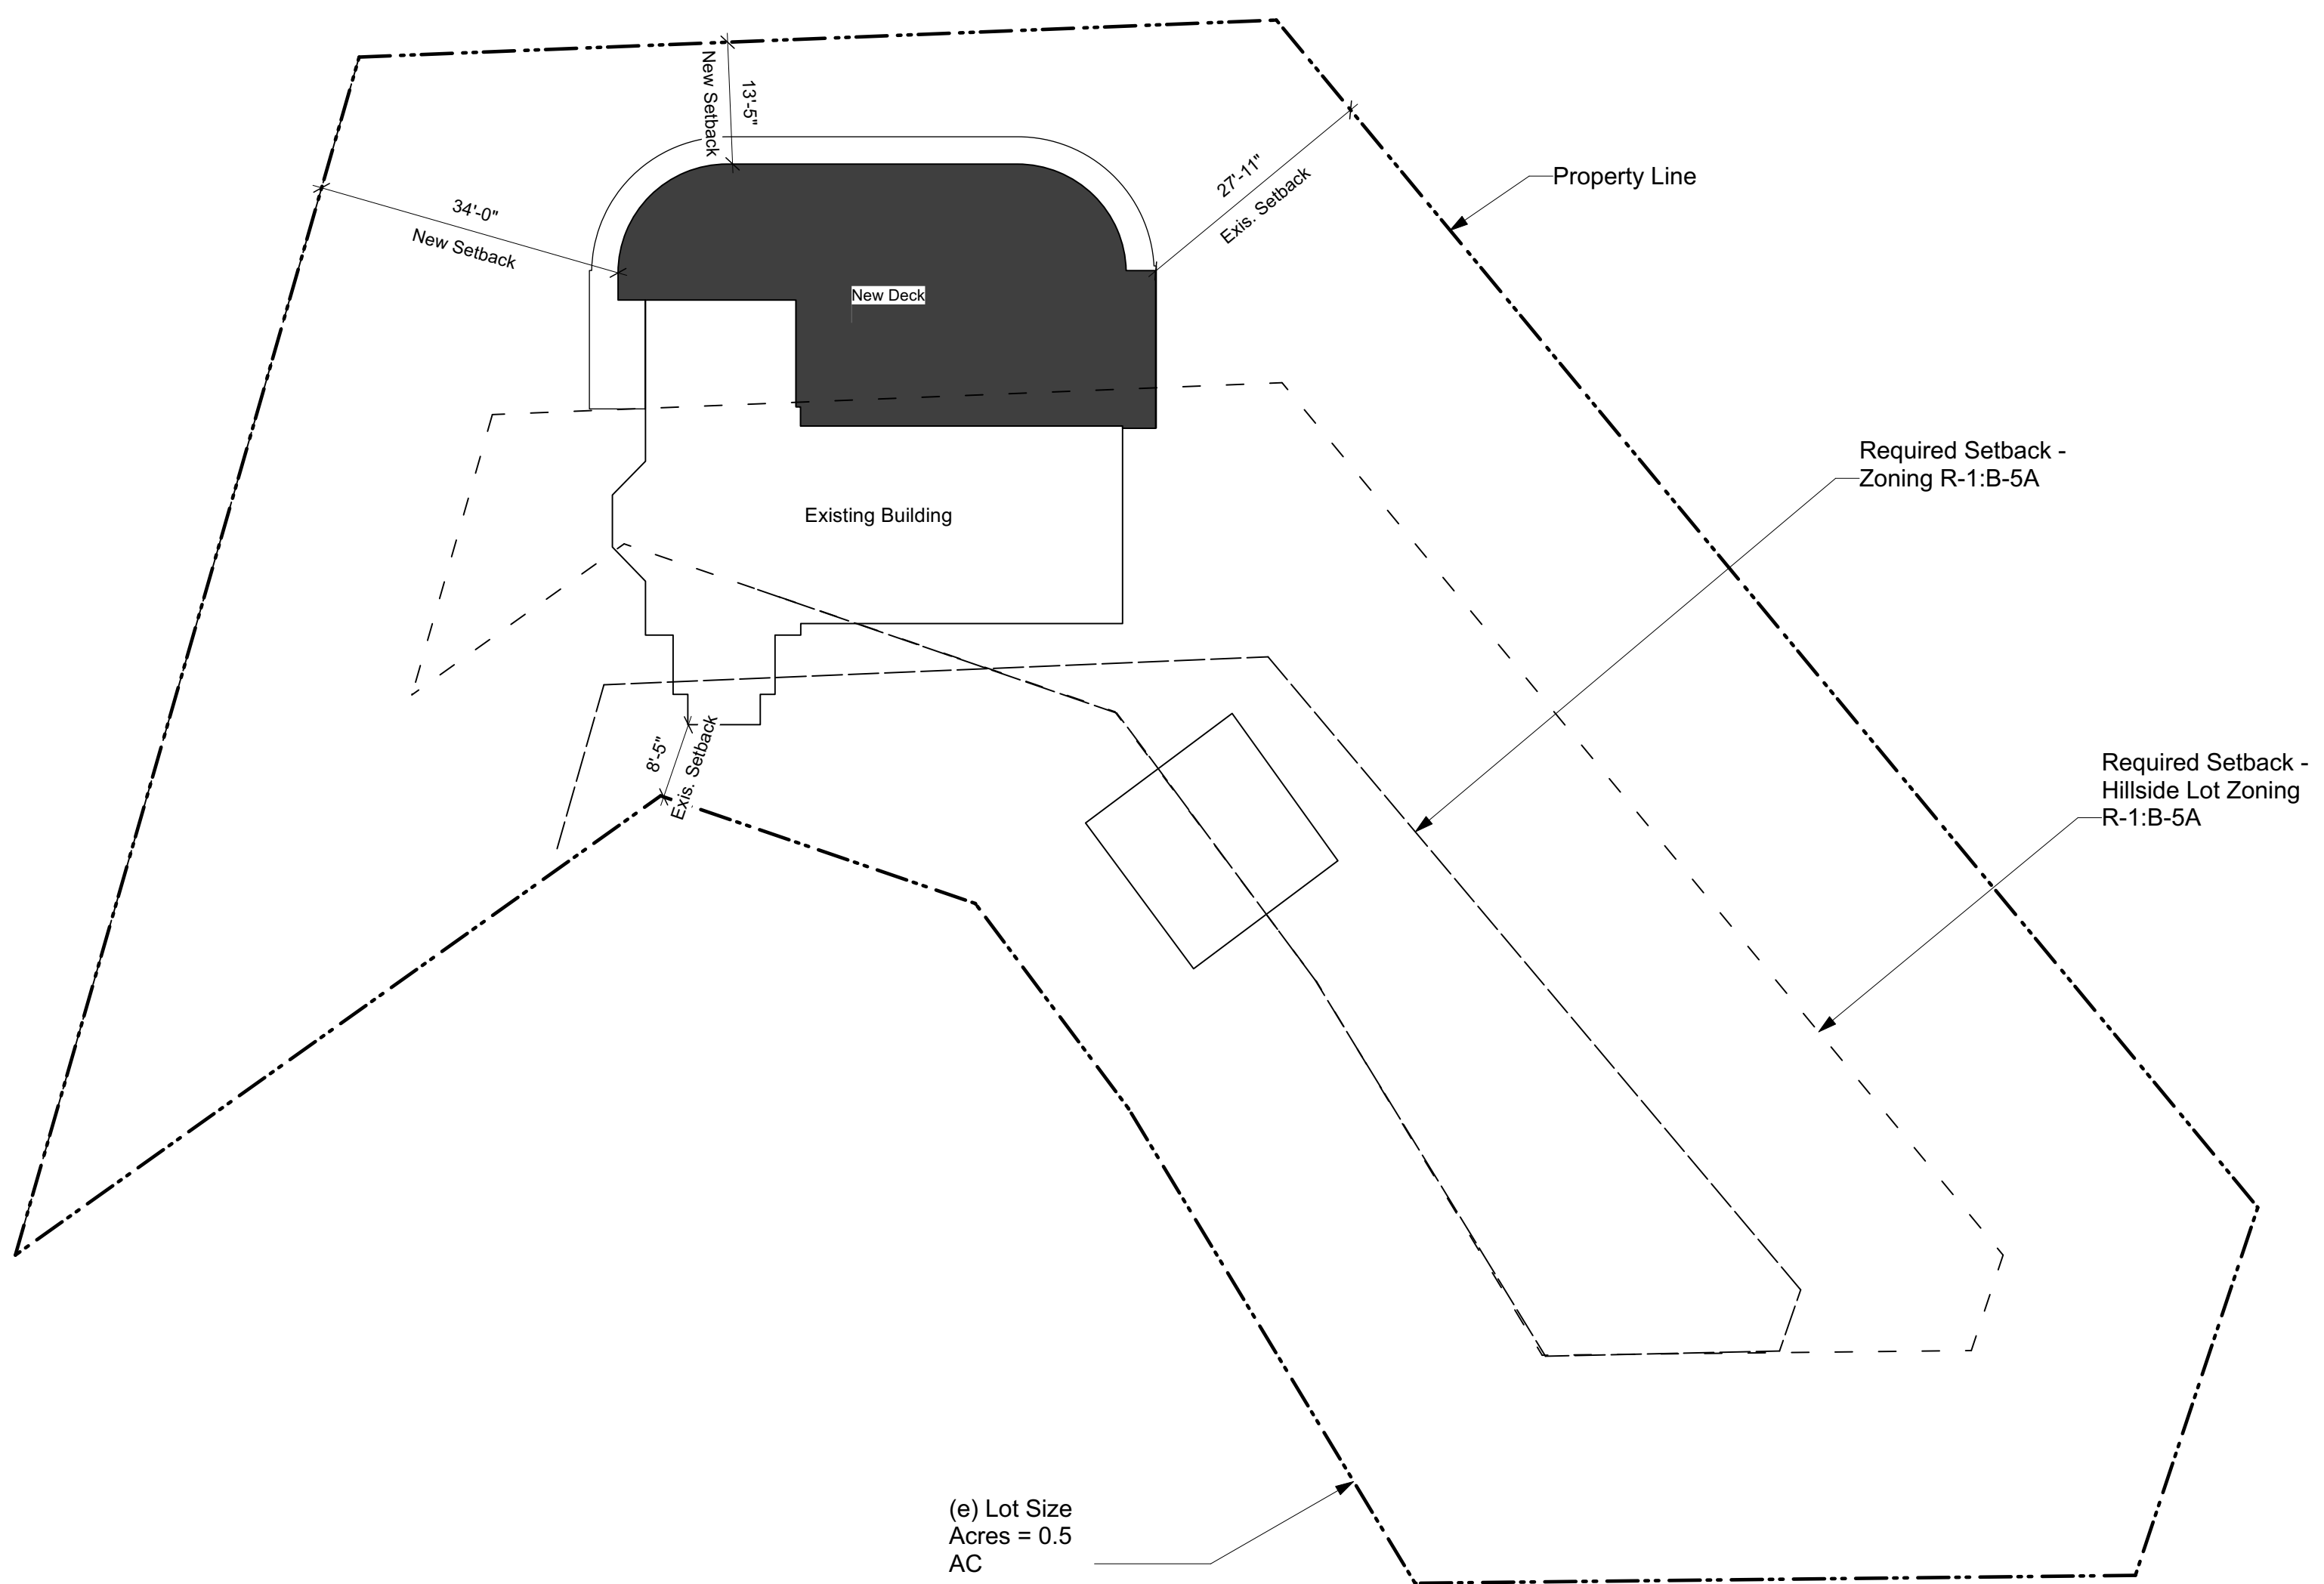 New Setback
13'-5"
34'-0"
New Setback
27'-11"
Exis. Setback
Property Line
New Deck
Required Setback -
Zoning R-1:B-5A
Existing Building
8'-5"
Exis. Setback
Required Setback -
Hillside Lot Zoning
R-1:B-5A
(e) Lot Size
Acres = 0.5
AC